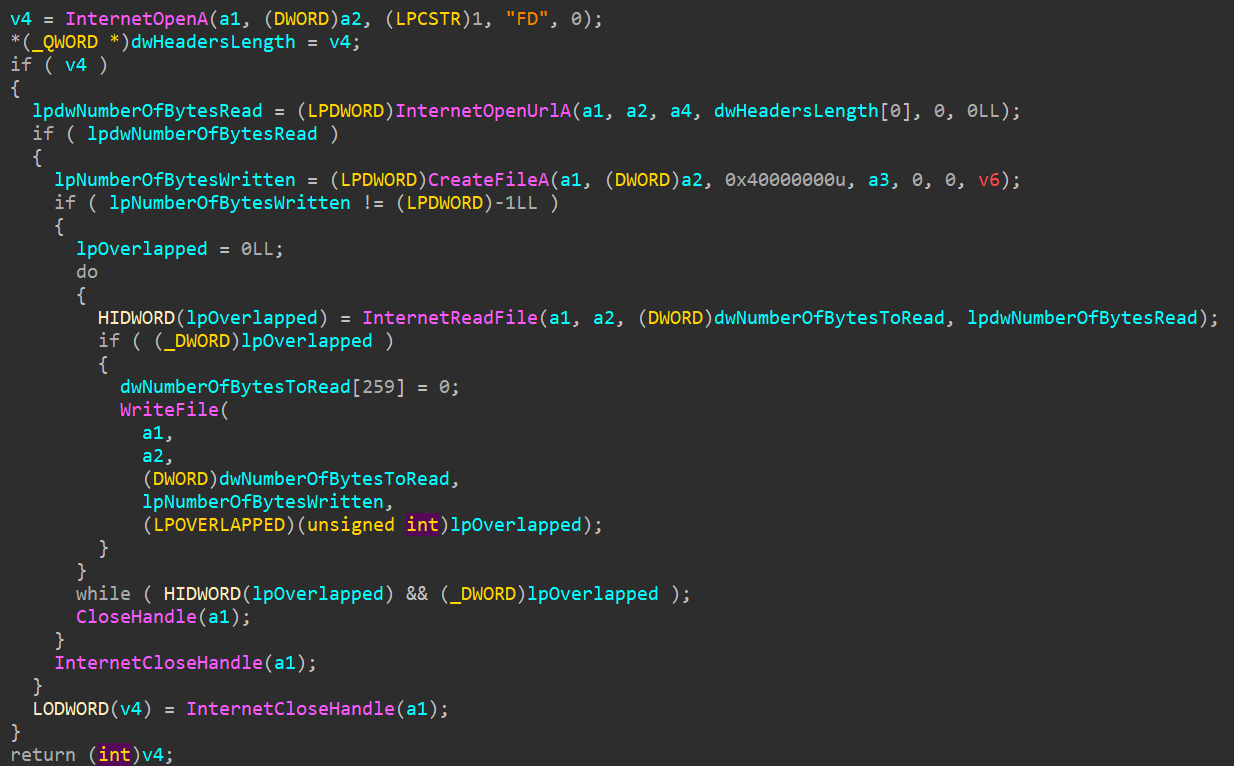 v4 = InternetOpenA(a1, (DWORD)a2, (LPCSTR)1, "FD", 0);
*(_QWORD *)dwHeadersLength = v4;
if ( v4 )
{
lpdwNumberOfBytesRead = (LPDWORD)InternetOpenUrlA(a1, a2, a4, dwHeadersLength[0], 0, 0LL);
if ( lpdwNumberOfBytesRead )
{
lpNumberOfBytesWritten = (LPDWORD)CreateFileA(a1, (DWORD)a2, 0x40000000u, a3, 0, 0, v6);
if ( lpNumberOfBytesWritten != (LPDWORD)-1LL )
{
lpOverlapped = 0LL;
do
{
HIDWORD(lpOverlapped) = InternetReadFile(a1, a2, (DWORD)dwNumberOfBytesToRead, lpdwNumberOfBytesRead);
if ( (_DWORD)lpOverlapped )
{
dwNumberOfBytesToRead[259] = 0;
WriteFile(
a1,
a2,
(DWORD)dwNumberOfBytesToRead,
lpNumberOfBytesWritten,
(LPOVERLAPPED)(unsigned int)lpOverlapped);
}
}
while ( HIDWORD(lpOverlapped) && (_DWORD)lpOverlapped );
CloseHandle(a1);
}
InternetCloseHandle(a1);
}
LODWORD(v4) = InternetCloseHandle(a1);
}
return (int)v4;